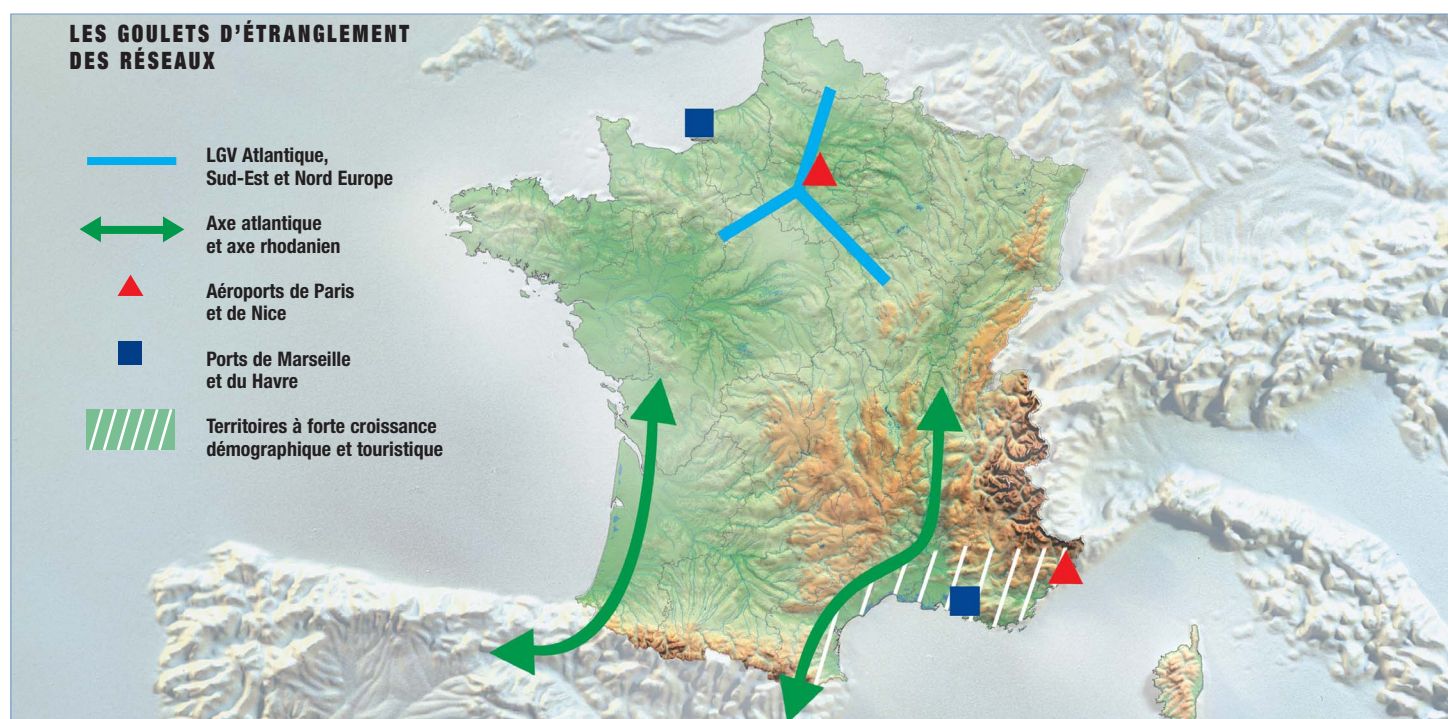 LES GOULETS D'ÉTRANGLEMENT
DES RÉSEAUX
LGV Atlantique,
Sud-Est et Nord Europe
Axe atlantique
et axe rhodanien
Aéroports de Paris
et de Nice
Ports de Marseille
et du Havre
Territoires à forte croissance
démographique et touristique